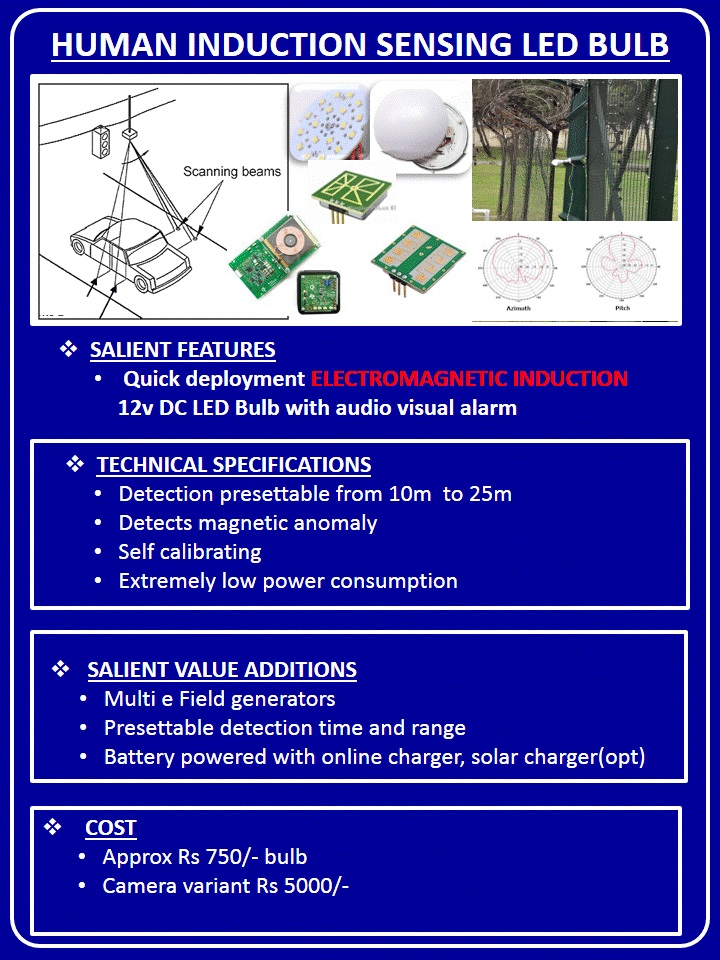 HUMAN INDUCTION SENSING LED BULB
Scanning beams
Azimuth
Pitch
❖ SALIENT FEATURES
• Quick deployment ELECTROMAGNETIC INDUCTION
12v DC LED Bulb with audio visual alarm
❖ TECHNICAL SPECIFICATIONS
• Detection presettable from 10m to 25m
• Detects magnetic anomaly
• Self calibrating
• Extremely low power consumption
❖ SALIENT VALUE ADDITIONS
• Multi e Field generators
• Presettable detection time and range
• Battery powered with online charger, solar charger(opt)
❖ COST
• Approx Rs 750/- bulb
• Camera variant Rs 5000/-